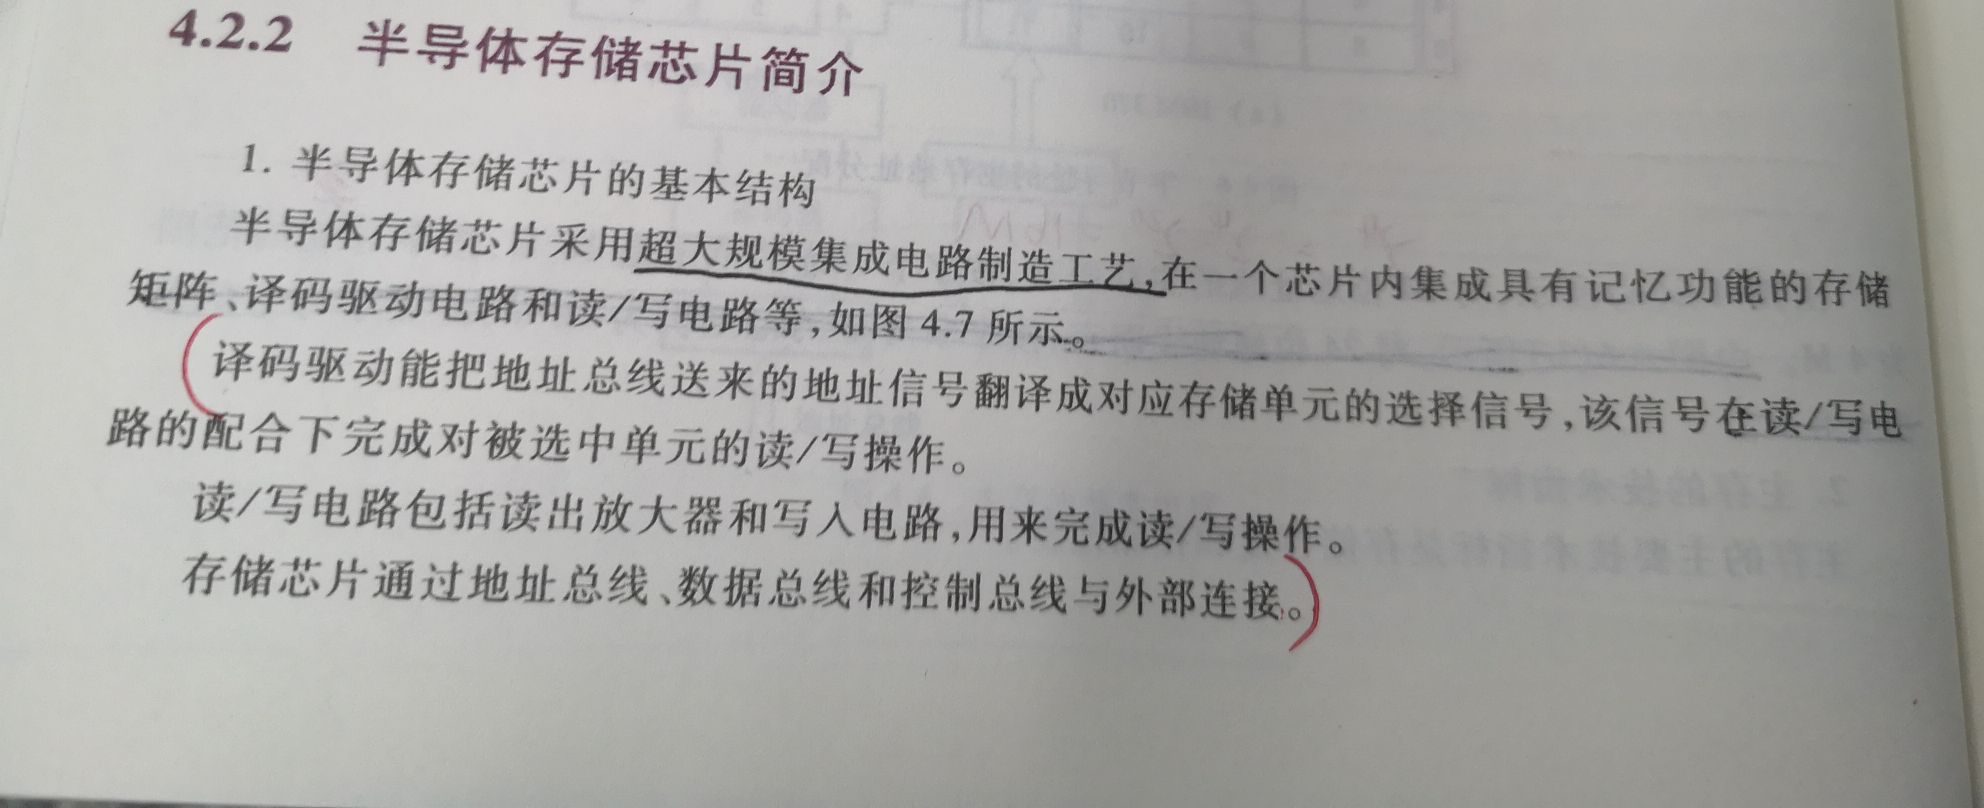 4.2.2 半导体存储芯片简介
1. 半导体存储芯片的基本结构
半导体存储芯片采用超大规模集成电路制造工艺,在一个芯片内集成具有记忆功能的存储
矩阵、译码驱动电路和读/写电路等,如图 4.7 所示。
译码驱动能把地址总线送来的地址信号翻译成对应存储单元的选择信号,该信号在读/写电
路的配合下完成对被选中单元的读/写操作。
读/写电路包括读出放大器和写入电路,用来完成读/写操作。
存储芯片通过地址总线、数据总线和控制总线与外部连接。